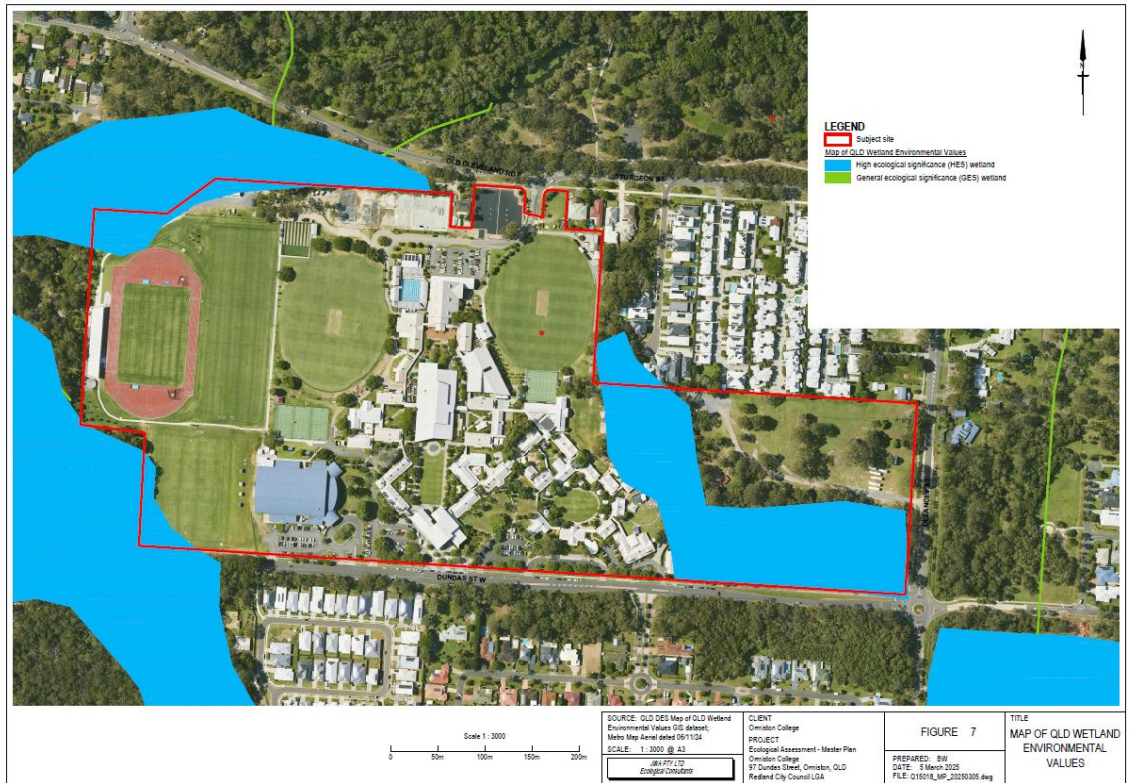 N
LEGEND
Subject site
Map of QLD Wetland Environmental Values
High ecological significance (HES) wetland
General ecological significance (GES) wetland
OLD CLEVELAND RD E
STURGEON ST
DUNDAS ST W
Scale 1 : 3000
0 50m 100m 150m 200m
SOURCE: QLD DES Map of QLD Wetland
Environmental Values GIS dataset;
Metro Map Aerial dated 06/11/24
SCALE: 1 : 3000 @ A3
JWA PTY LTD
Ecological Consultants
CLIENT
Ormiston College
PROJECT
Ecological Assessment - Master Plan
Ormiston College
97 Dundas Street, Ormiston, QLD
Redland City Council LGA
FIGURE 7
PREPARED: BW
DATE: 5 March 2025
FILE: Q15018_MP_20250305.dwg
TITLE
MAP OF QLD WETLAND
ENVIRONMENTAL
VALUES